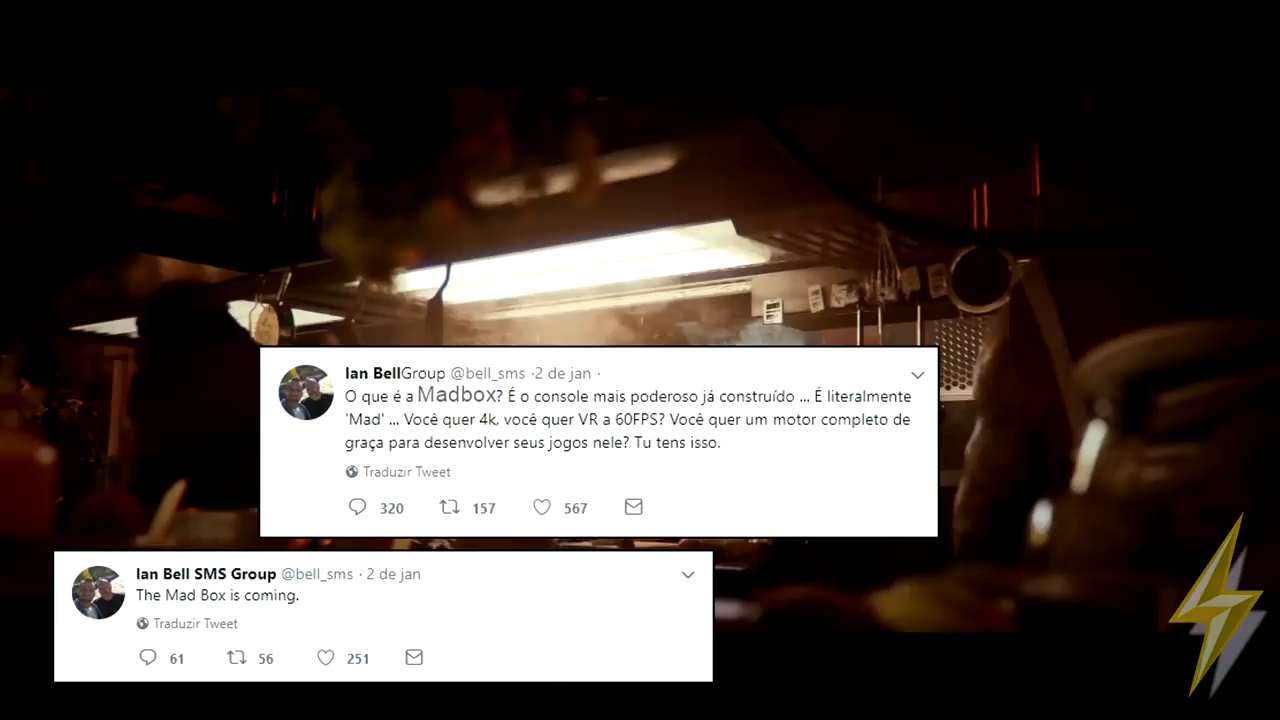 Ian BellGroup @bell_sms ·2 de jan ·
O que é a Madbox? É o console mais poderoso já construído ... É literalmente
'Mad' ... Você quer 4k, você quer VR a 60FPS? Você quer um motor completo de
graça para desenvolver seus jogos nele? Tu tens isso.
Traduzir Tweet
320 157 567
Ian Bell SMS Group @bell_sms · 2 de jan
The Mad Box is coming.
Traduzir Tweet
61 56 251